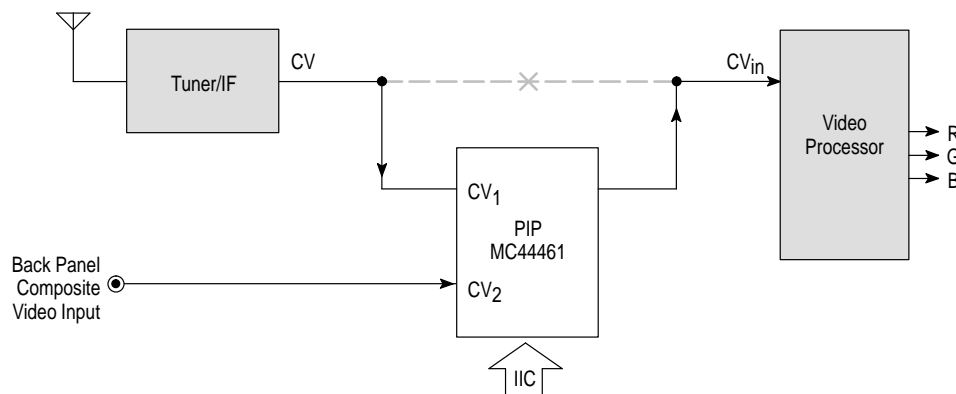 Tuner/IF
CV
CVin
Video
Processor
R
G
B
CV1
PIP
MC44461
CV2
Back Panel
Composite
Video Input
IIC